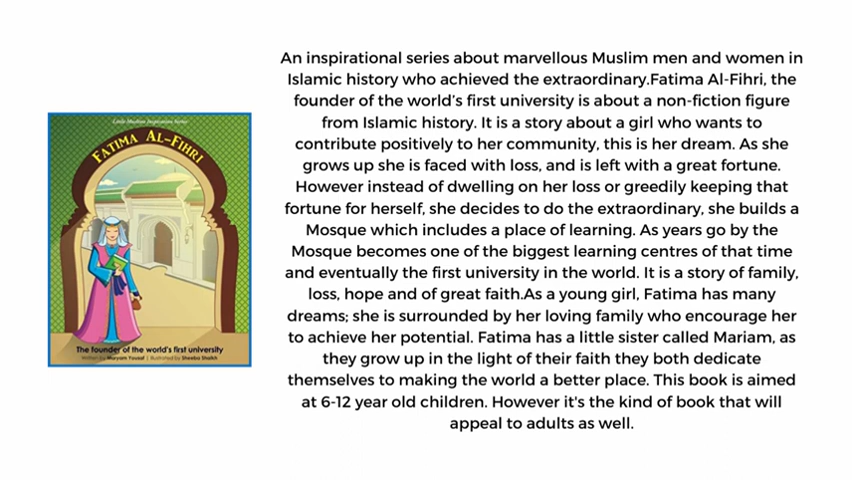 Little Muslims Inspiration Series
FATIMA AL-FIHRI
The founder of the world's first university
Written by Maryam Yousaf | Illustrated by Sheeba Shaikh
An inspirational series about marvellous Muslim men and women in
Islamic history who achieved the extraordinary.Fatima Al-Fihri, the
founder of the world's first university is about a non-fiction figure
from Islamic history. It is a story about a girl who wants to
contribute positively to her community, this is her dream. As she
grows up she is faced with loss, and is left with a great fortune.
However instead of dwelling on her loss or greedily keeping that
fortune for herself, she decides to do the extraordinary, she builds a
Mosque which includes a place of learning. As years go by the
Mosque becomes one of the biggest learning centres of that time
and eventually the first university in the world. It is a story of family,
loss, hope and of great faith.As a young girl, Fatima has many
dreams; she is surrounded by her loving family who encourage her
to achieve her potential. Fatima has a little sister called Mariam, as
they grow up in the light of their faith they both dedicate
themselves to making the world a better place. This book is aimed
at 6-12 year old children. However it's the kind of book that will
appeal to adults as well.